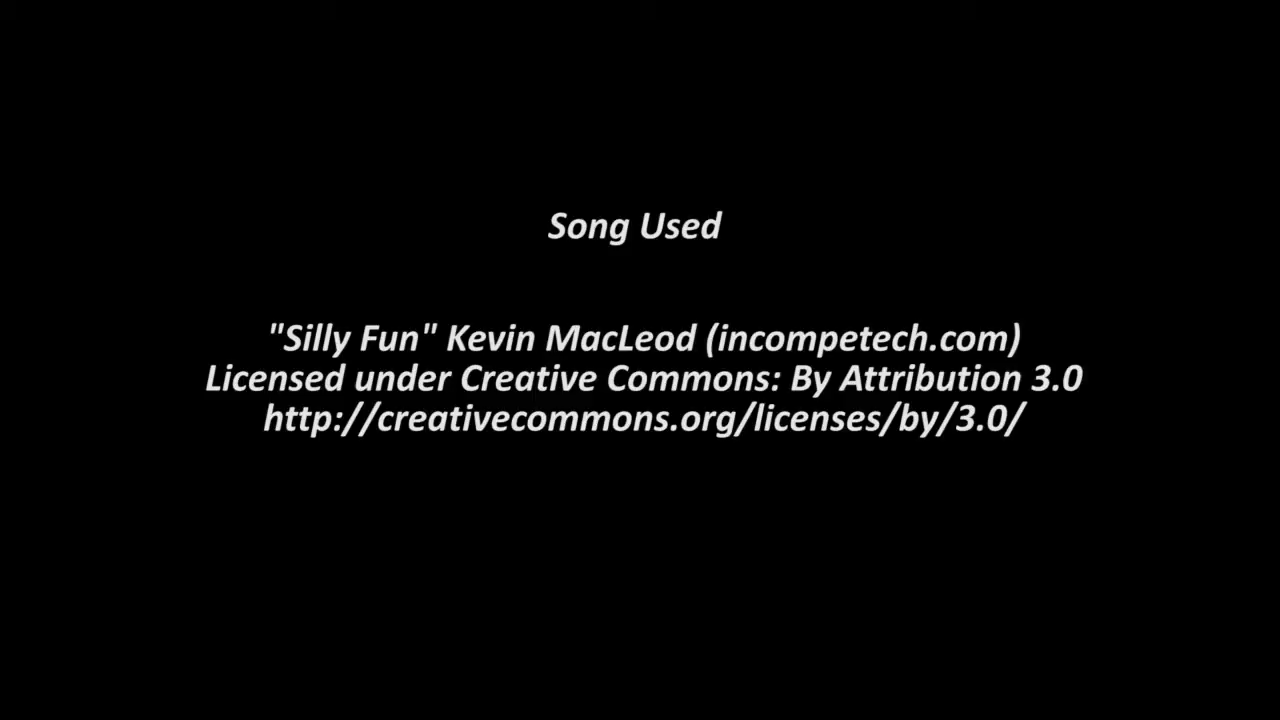 Song Used
"Silly Fun" Kevin MacLeod (incompetech.com)
Licensed under Creative Commons: By Attribution 3.0
http://creativecommons.org/licenses/by/3.0/